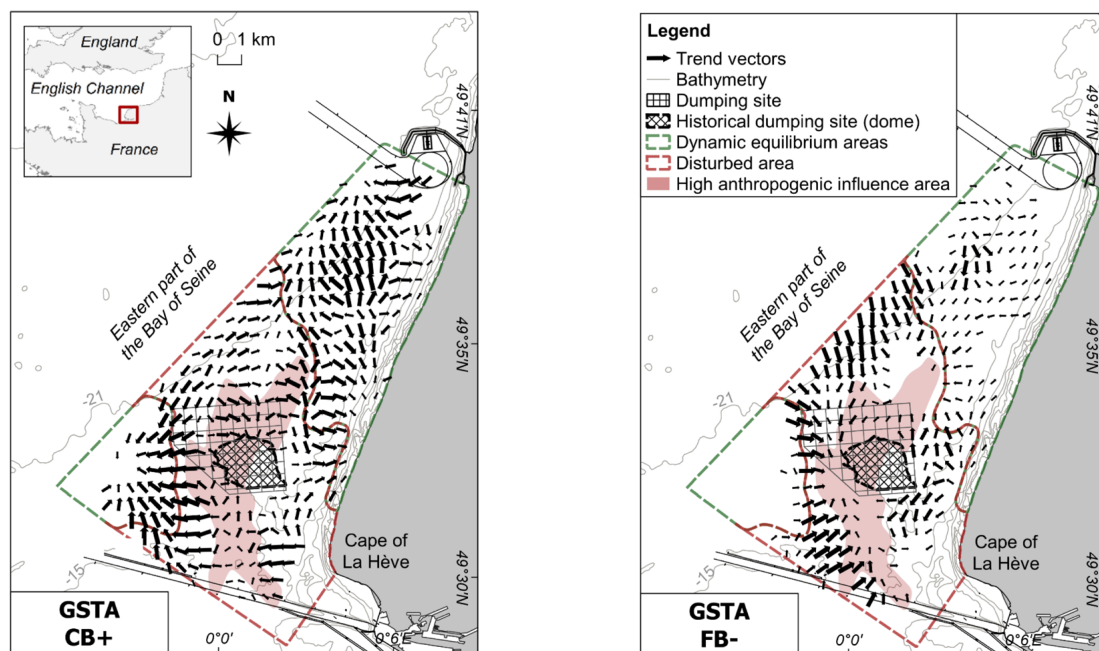 England
English Channel
France
0 1 km
N
Eastern part of
the Bay of Seine
-21
-15
Cape of
La Hève
49°41'N
49°35'N
49°30'N
0°0'
0°6'E
GSTA
CB+
Legend
Trend vectors
Bathymetry
Dumping site
Historical dumping site (dome)
Dynamic equilibrium areas
Disturbed area
High anthropogenic influence area
Eastern part of
the Bay of Seine
-21
-15
Cape of
La Hève
49°41'N
49°35'N
49°30'N
0°0'
0°6'E
GSTA
FB-